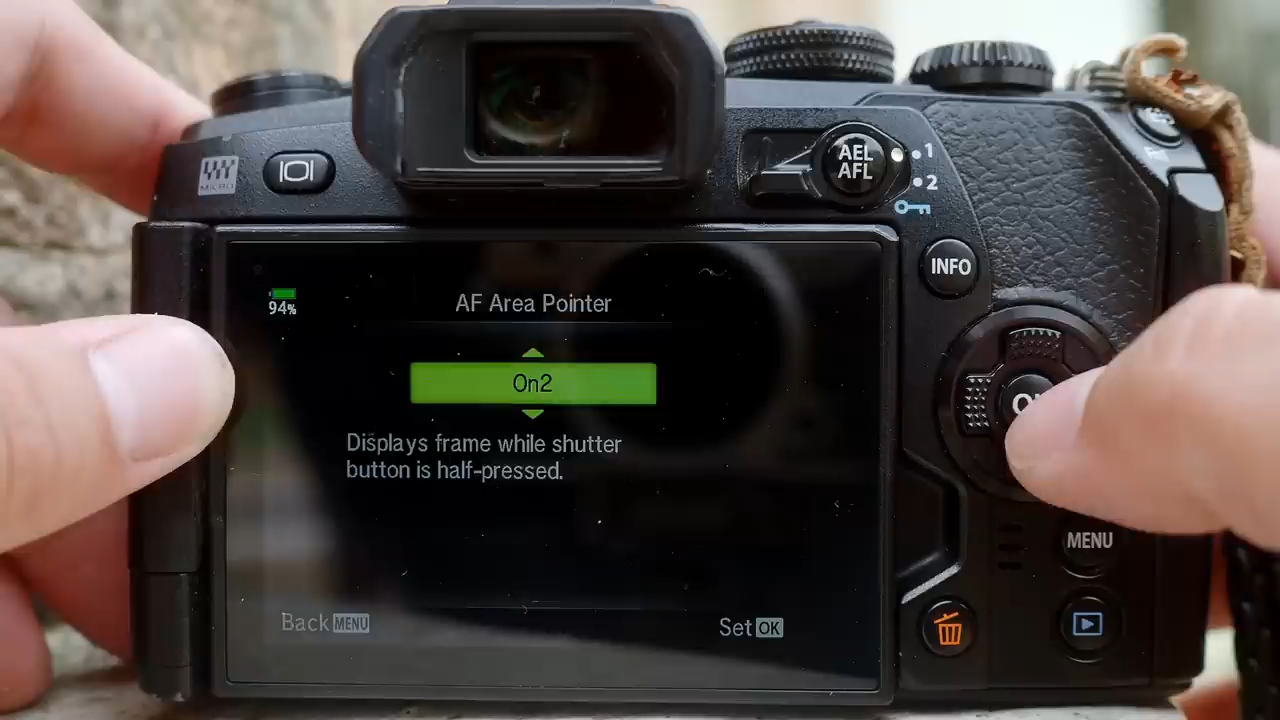 MICRO
AEL
AFL
1
2
INFO
94%
AF Area Pointer
On2
Displays frame while shutter
button is half-pressed.
MENU
Back MENU
Set OK